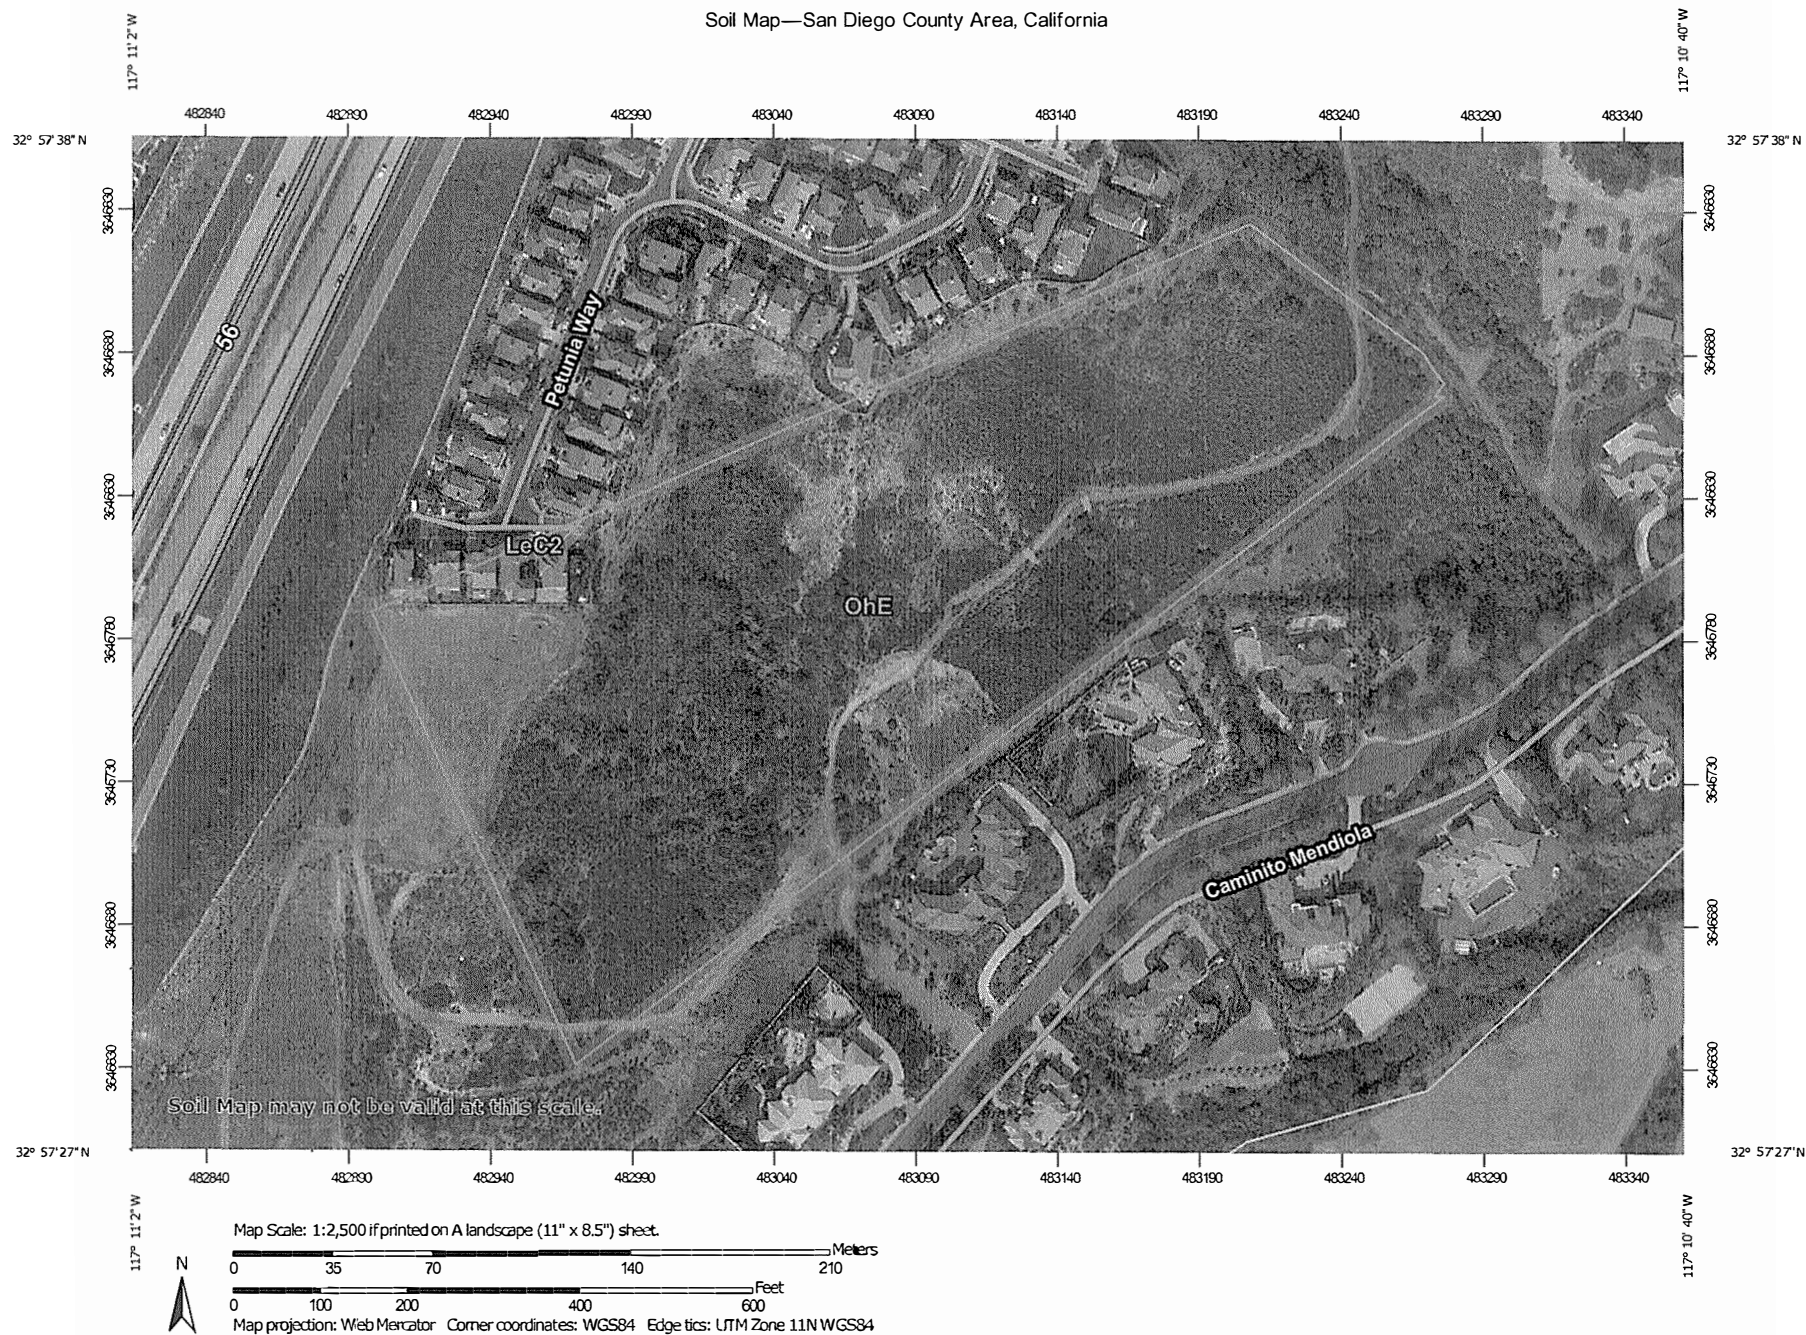 Soil Map—San Diego County Area, California
117° 11' 2" W
117° 10' 40" W
482840 482890 482940 482990 483040 483090 483140 483190 483240 483290 483340
32° 57' 38" N
32° 57' 38" N
3646830
3646830
56
Petunia Way
3646680
3646680
3646630
3646630
LeC2
OhE
3646780
3646780
3646730
3646730
Caminito Mendiola
3646680
3646680
3646630
3646630
Soil Map may not be valid at this scale.
32° 57' 27" N
32° 57' 27" N
482840 482890 482940 482990 483040 483090 483140 483190 483240 483290 483340
117° 11' 2" W
117° 10' 40" W
Map Scale: 1:2,500 if printed on A landscape (11" x 8.5") sheet.
Meters
0 35 70 140 210
N
Feet
0 100 200 400 600
Map projection: Web Mercator Corner coordinates: WGS84 Edge tics: UTM Zone 11N WGS84